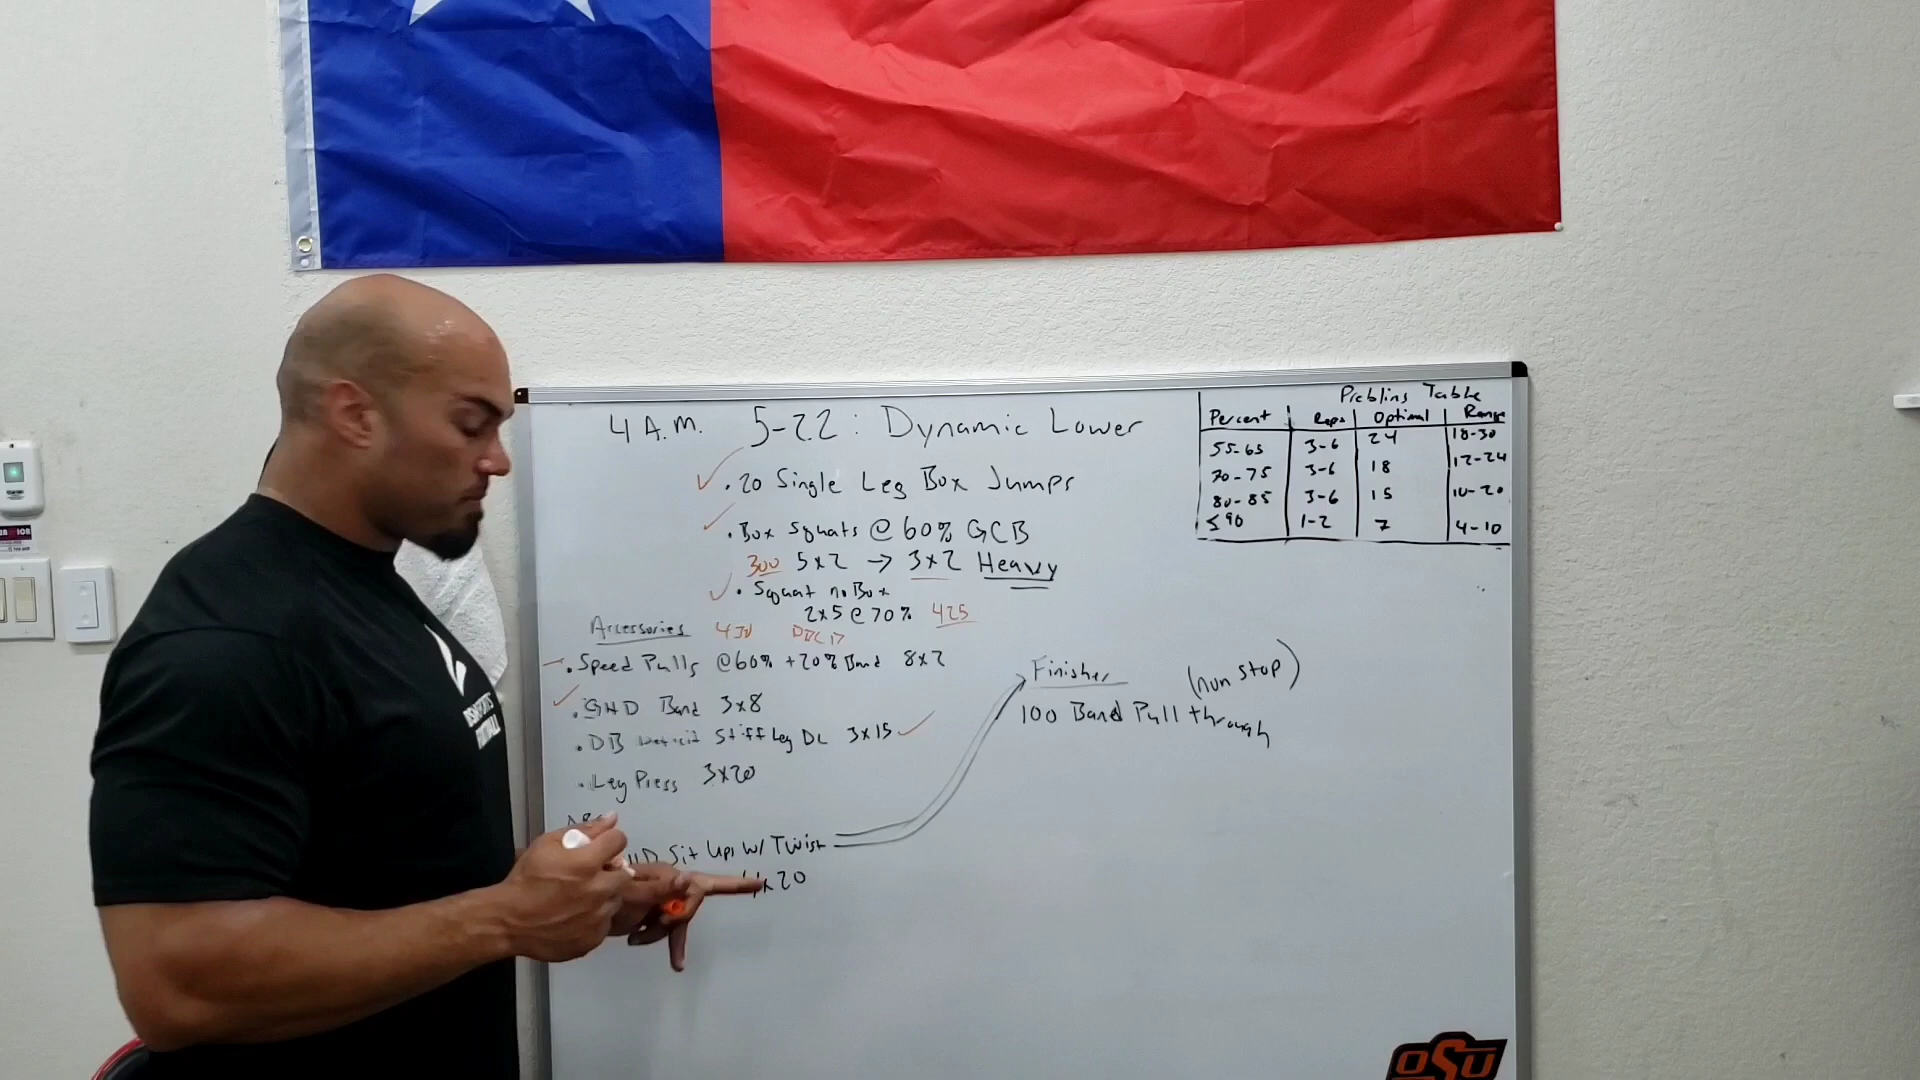 4 A.M. 5-22: Dynamic Lower
. 20 Single Leg Box Jumps
. Box Squats @ 60% GCB
300 5x2 → 3x2 Heavy
. Squat no Box
2x5 @ 70% 425
Accessories
. Speed Pulls @60% +20% Band 8x2
. GHD Band 3x8
. DB Deficit Stiff Leg DL 3x15
. Leg Press 3x20
Sit Ups w/ Twist
4x20
Finisher (non stop)
100 Band Pull through
Table
Percent Reps Optimal Range
55-65 3-6 24 18-30
70-75 3-6 18 12-24
80-85 3-6 15 10-20
≤ 90 1-2 7 4-10
OSU